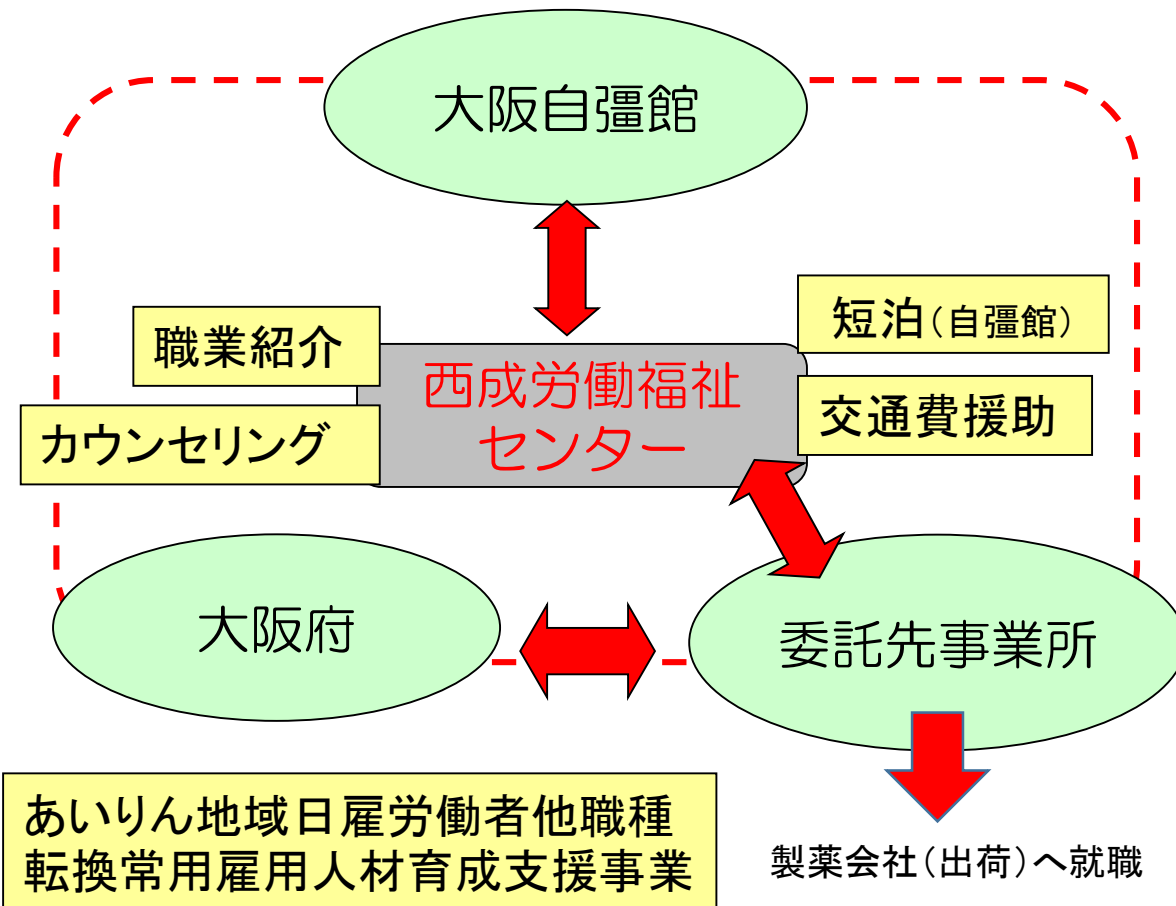 大阪自彊館
職業紹介
短泊(自彊館)
西成労働福祉
センター
カウンセリング
交通費援助
大阪府
委託先事業所
あいりん地域日雇労働者他職種
転換常用雇用人材育成支援事業
製薬会社(出荷)へ就職